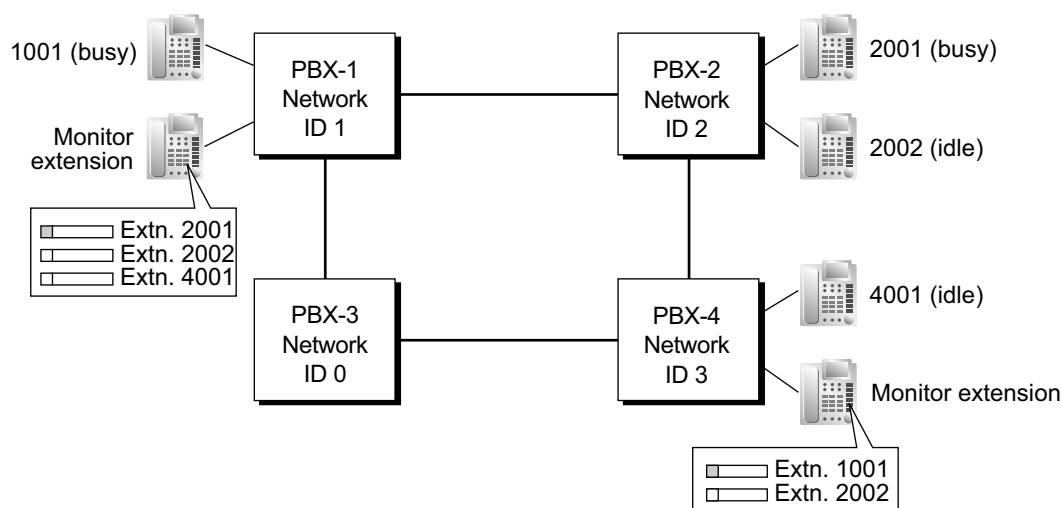 1001 (busy)
PBX-1
Network
ID 1
PBX-2
Network
ID 2
2001 (busy)
Monitor
extension
2002 (idle)
Extn. 2001
Extn. 2002
Extn. 4001
PBX-3
Network
ID 0
PBX-4
Network
ID 3
4001 (idle)
Monitor extension
Extn. 1001
Extn. 2002